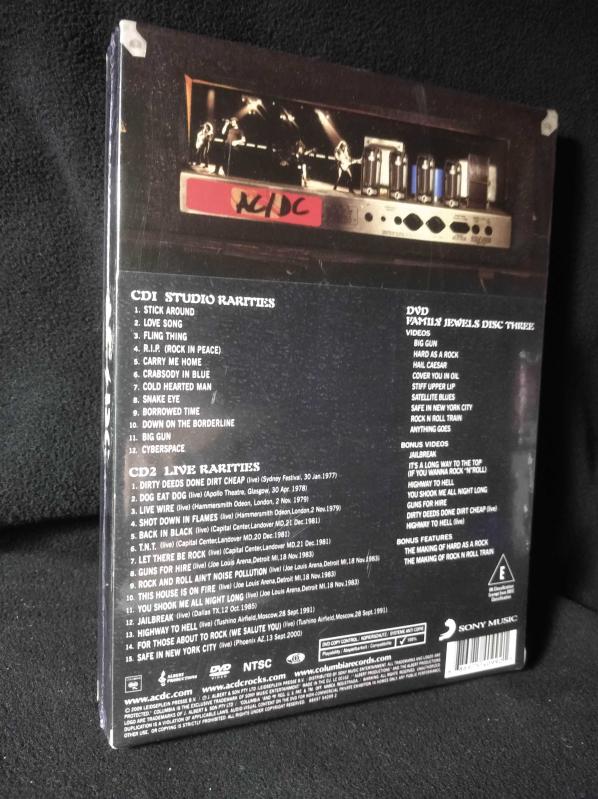 AC/DC
CD1 STUDIO RARITIES
1. STICK AROUND
2. LOVE SONG
3. FLING THING
4. R.I.P. (ROCK IN PEACE)
5. CARRY ME HOME
6. CRABSODY IN BLUE
7. COLD HEARTED MAN
8. SNAKE EYE
9. BORROWED TIME
10. DOWN ON THE BORDERLINE
11. BIG GUN
12. CYBERSPACE
CD2 LIVE RARITIES
1. DIRTY DEEDS DONE DIRT CHEAP (live) (Sydney Festival, 30 Jan.1977)
2. DOG EAT DOG (live) (Apollo Theatre, Glasgow, 30 Apr. 1978)
3. LIVE WIRE (live) (Hammersmith Odeon, London, 2 Nov. 1979)
4. SHOT DOWN IN FLAMES (live) (Hammersmith Odeon, London,2 Nov.1979)
5. BACK IN BLACK (live) (Capital Center,Landover MD,21 Dec.1981)
6. T.N.T. (live) (Capital Center,Landover MD,20 Dec.1981)
7. LET THERE BE ROCK (live) (Capital Center,Landover MD,21 Dec.1981)
8. GUNS FOR HIRE (live) (Joe Louis Arena,Detroit MI,18 Nov.1983)
9. ROCK AND ROLL AIN'T NOISE POLLUTION (live) (Joe Louis Arena,Detroit MI,18 Nov.1983)
10. THIS HOUSE IS ON FIRE (live) (Joe Louis Arena,Detroit MI,18 Nov.1983)
11. YOU SHOOK ME ALL NIGHT LONG (live) (Joe Louis Arena,Detroit MI,18 Nov.1983)
12. JAILBREAK (live) (Dallas TX,12 Oct.1985)
13. HIGHWAY TO HELL (live) (Tushino Airfield,Moscow,28 Sept.1991)
14. FOR THOSE ABOUT TO ROCK (WE SALUTE YOU) (live) (Tushino Airfield,Moscow,28 Sept.1991)
15. SAFE IN NEW YORK CITY (live) (Phoenix AZ,13 Sept.2000)
DVD
FAMILY JEWELS DISC THREE
VIDEOS
BIG GUN
HARD AS A ROCK
HAIL CAESAR
COVER YOU IN OIL
STIFF UPPER LIP
SATELLITE BLUES
SAFE IN NEW YORK CITY
ROCK N ROLL TRAIN
ANYTHING GOES
BONUS VIDEOS
JAILBREAK
IT'S A LONG WAY TO THE TOP
(IF YOU WANNA ROCK "N"ROLL)
HIGHWAY TO HELL
YOU SHOOK ME ALL NIGHT LONG
GUNS FOR HIRE
DIRTY DEEDS DONE DIRT CHEAP (live)
HIGHWAY TO HELL (live)
BONUS FEATURES
THE MAKING OF HARD AS A ROCK
THE MAKING OF ROCK N ROLL TRAIN
E
SONY MUSIC
DVD COPY CONTROL
100%
ALBERT PRODUCTIONS
DVD
NTSC
www.acdc.com
www.acdcrocks.com
www.columbiarecords.com